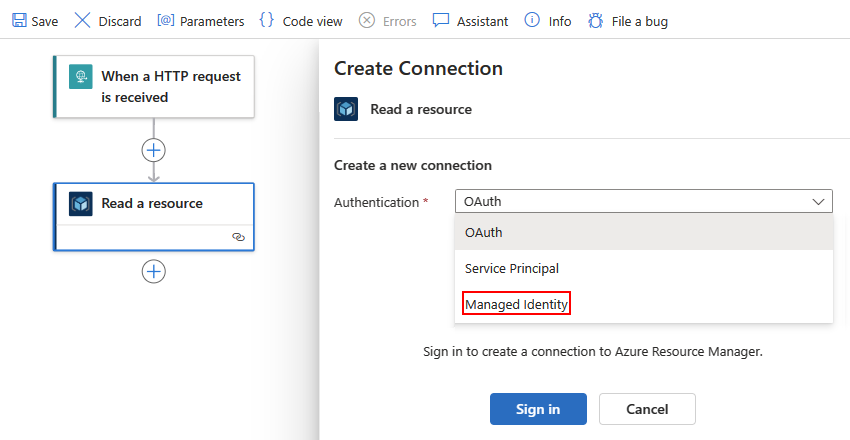 Save Discard Parameters Code view Errors Assistant Info File a bug
When a HTTP request
is received
Read a resource
Create Connection
Read a resource
Create a new connection
Authentication * OAuth
OAuth
Service Principal
Managed Identity
Sign in to create a connection to Azure Resource Manager.
Sign in Cancel